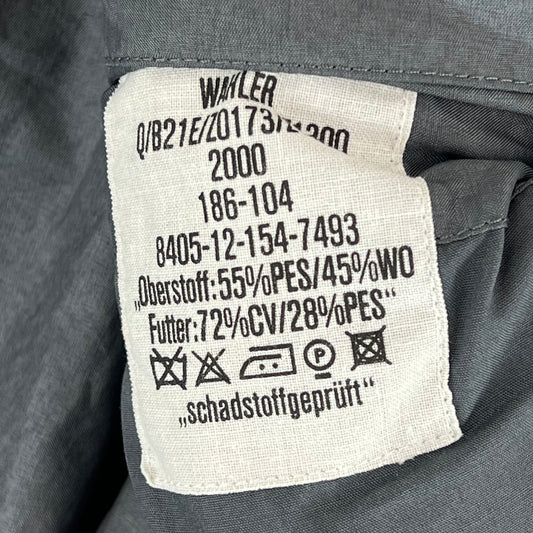 WAHLER
Q/B21E/Z0173/
2000
186-104
8405-12-154-7493
„Oberstoff:55%PES/45%WO
Futter:72%CV/28%PES“
P
„schadstoffgeprüft“